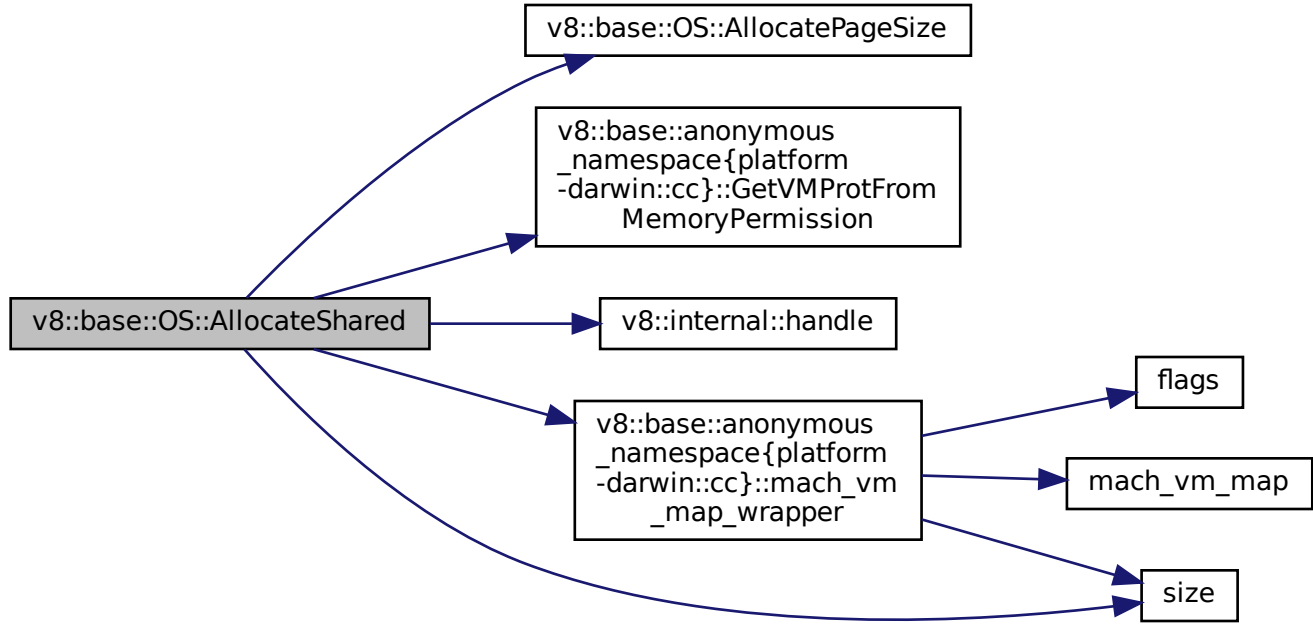 v8::base::OS::AllocatePageSize
v8::base::anonymous
_namespace{platform
-darwin::cc}::GetVMProtFrom
MemoryPermission
v8::base::OS::AllocateShared
v8::internal::handle
flags
v8::base::anonymous
_namespace{platform
-darwin::cc}::mach_vm
_map_wrapper
mach_vm_map
size